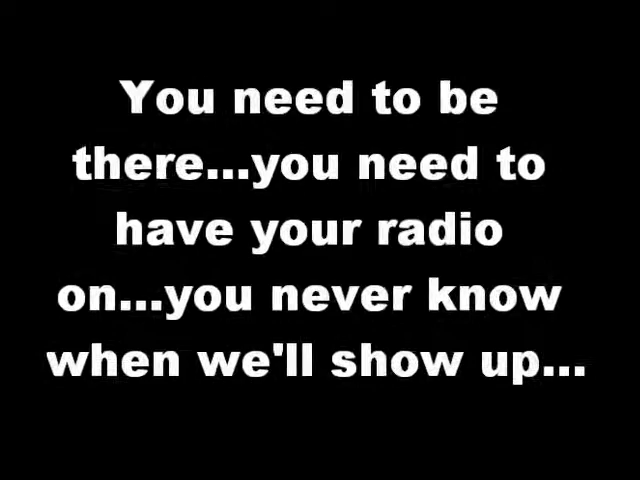 You need to be
there...you need to
have your radio
on...you never know
when we'll show up...